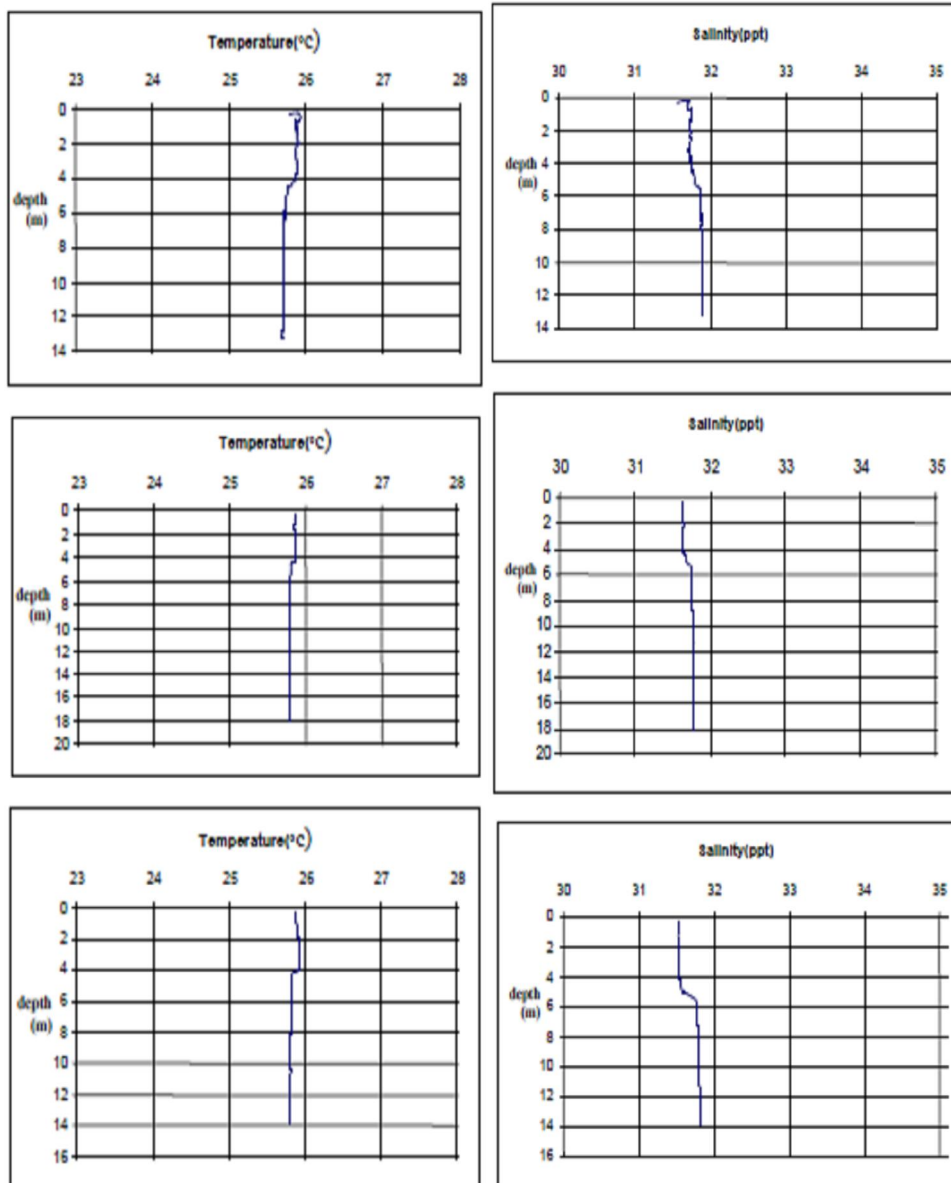 Temperature(°C)
23 24 25 26 27 28
0
2
4
depth
(m)
6
8
10
12
14
Salinity(ppt)
30 31 32 33 34 35
0
2
depth 4
(m)
6
8
10
12
14
Temperature(°C)
23 24 25 26 27 28
0
2
4
6
depth 8
(m)
10
12
14
16
18
20
Salinity(ppt)
30 31 32 33 34 35
0
2
4
depth 6
(m)
8
10
12
14
16
18
20
Temperature(°C)
23 24 25 26 27 28
0
2
4
depth 6
(m) 8
10
12
14
16
Salinity(ppt)
30 31 32 33 34 35
0
2
4
depth
(m) 6
8
10
12
14
16